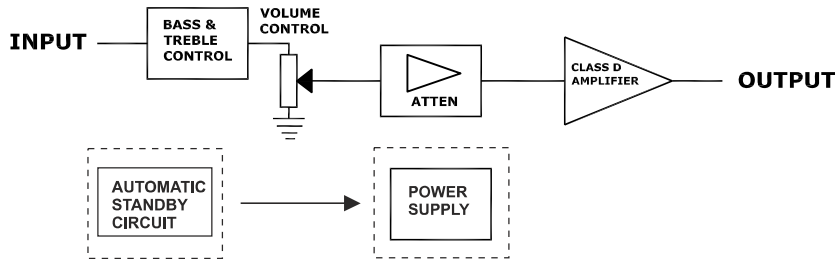 INPUT
BASS &
TREBLE
CONTROL
VOLUME
CONTROL
ATTEN
CLASS D
AMPLIFIER
OUTPUT
AUTOMATIC
STANDBY
CIRCUIT
POWER
SUPPLY